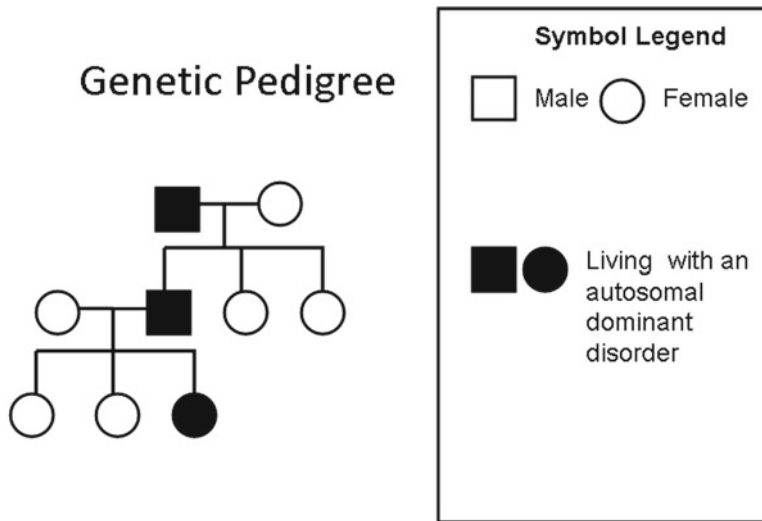 Genetic Pedigree
Symbol Legend
Male
Female
Living with an
autosomal
dominant
disorder